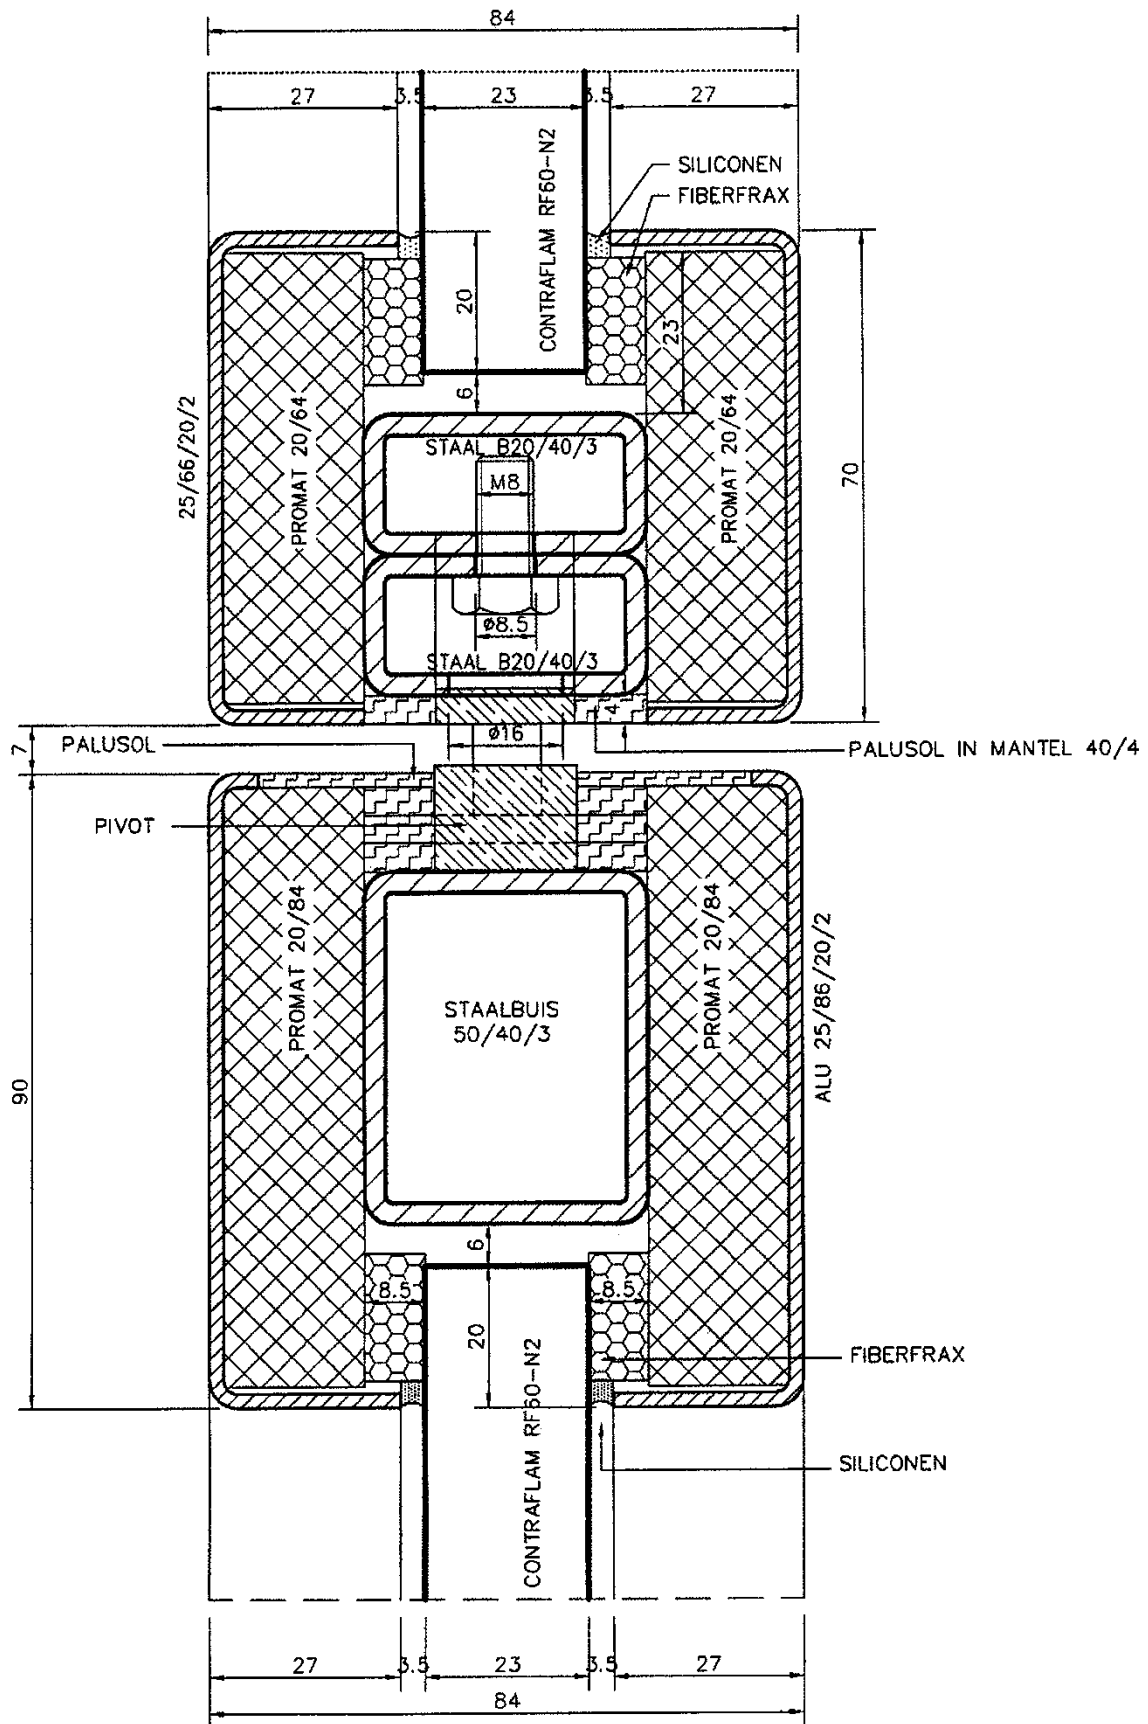 84
27 3.5 23 3.5 27
CONTRAFLAM RF60-N2
SILICONEN
FIBERFRAX
20
23
6
25/66/20/2
PROMAT 20/64
STAAL B20/40/3
M8
PROMAT 20/64
70
Ø8.5
STAAL B20/40/3
4
7
PALUSOL
Ø16
PALUSOL IN MANTEL 40/4
PIVOT
PROMAT 20/84
STAALBUIS
50/40/3
PROMAT 20/84
ALU 25/86/20/2
90
6
8.5
8.5
20
FIBERFRAX
CONTRAFLAM RF60-N2
SILICONEN
27 3.5 23 3.5 27
84